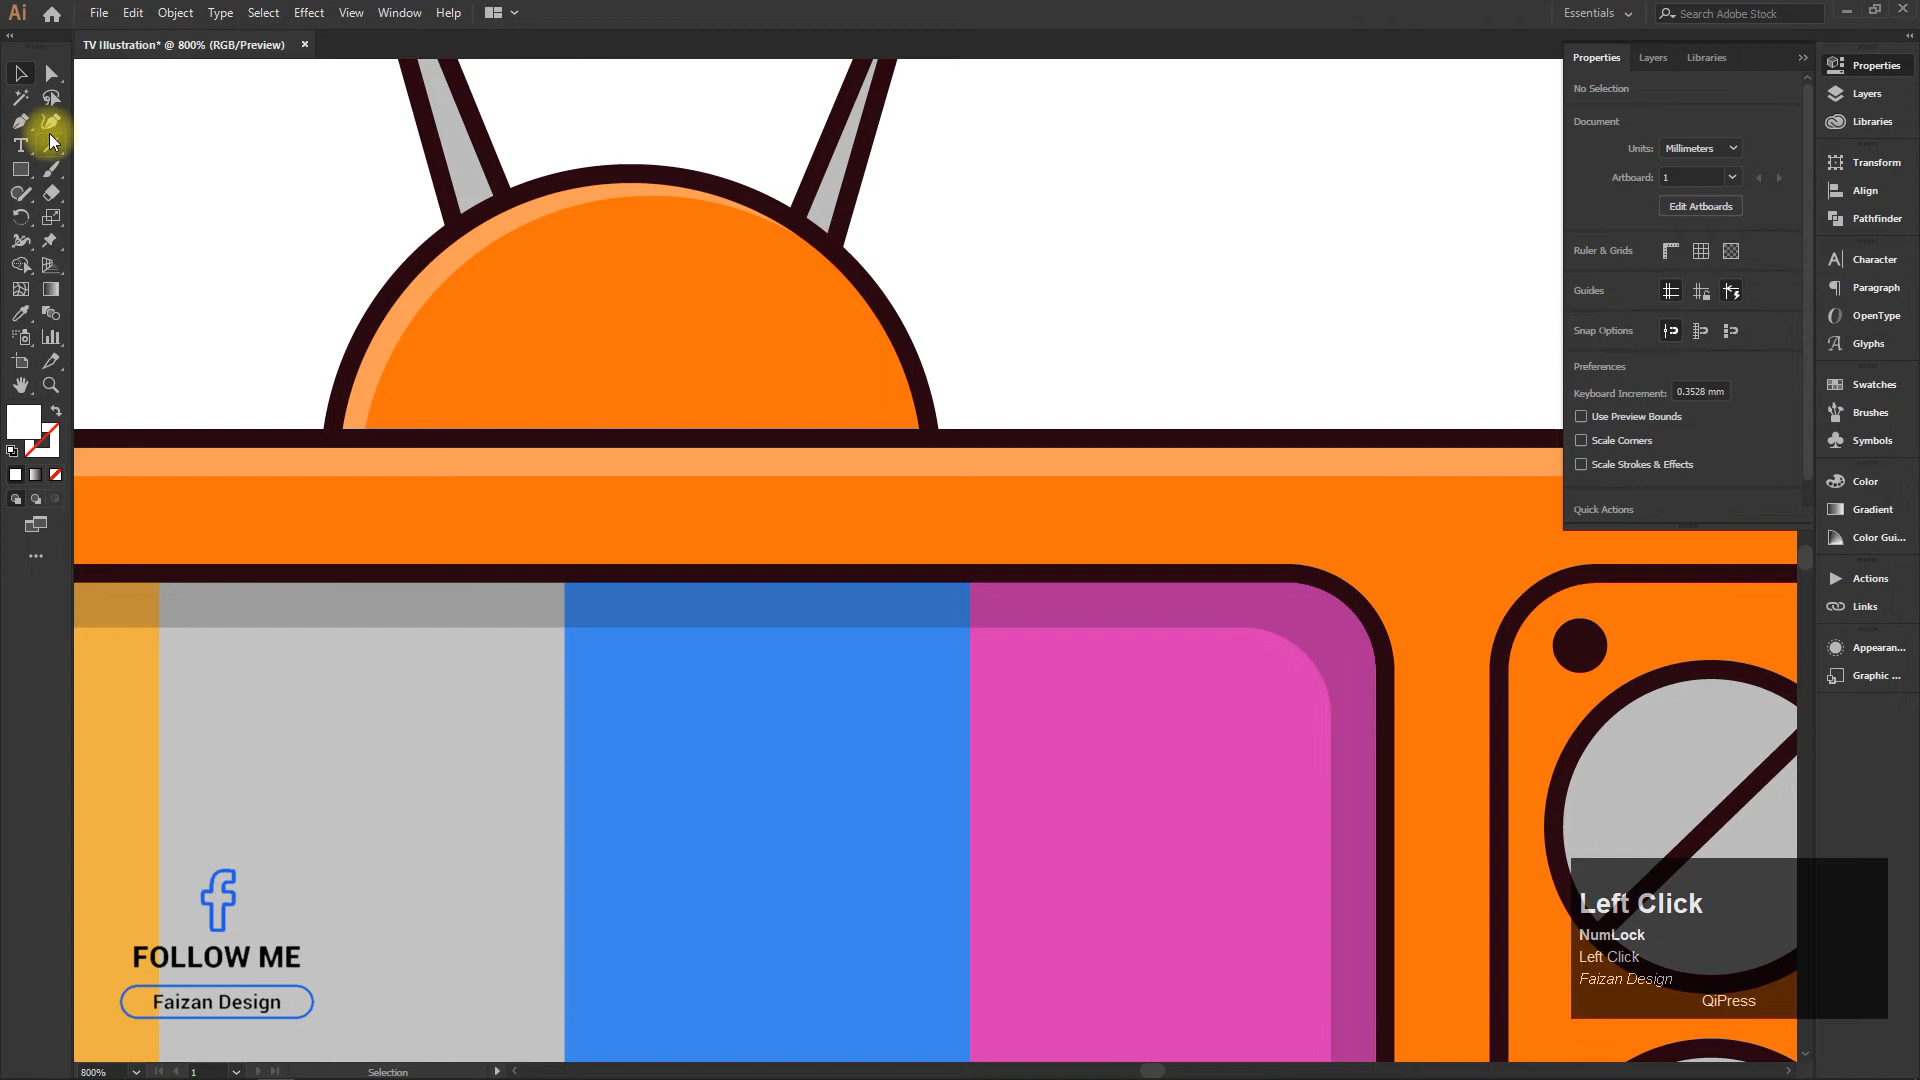 Ai
File Edit Object Type Select Effect View Window Help
Essentials
Search Adobe Stock
TV Illustration* @ 800% (RGB/Preview) ×
T
Properties Layers Libraries
No Selection
Document
Units: Millimeters
Artboard: 1
Edit Artboards
Ruler & Grids
Guides
Snap Options
Preferences
Keyboard Increment: 0.3528 mm
Use Preview Bounds
Scale Corners
Scale Strokes & Effects
Quick Actions
Properties
Layers
Libraries
Transform
Align
Pathfinder
Character
Paragraph
OpenType
Glyphs
Swatches
Brushes
Symbols
Color
Gradient
Color Gui...
Actions
Links
Appearan...
Graphic ...
FOLLOW ME
Faizan Design
Left Click
NumLock
Left Click
Faizan Design
QiPress
800% 1 Selection